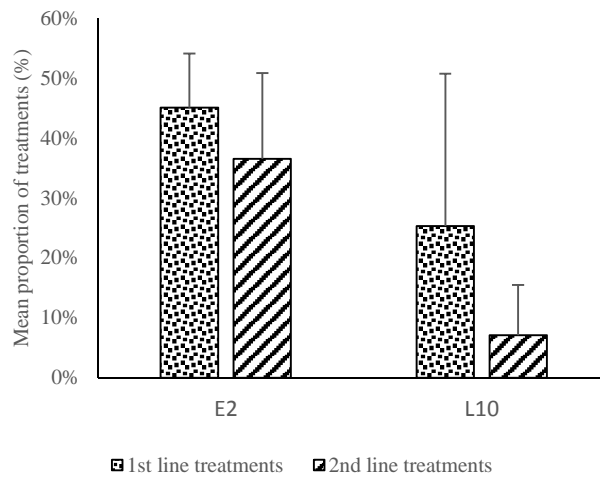 Mean proportion of treatments (%)
60%
50%
40%
30%
20%
10%
0%
E2 L10
1st line treatments 2nd line treatments